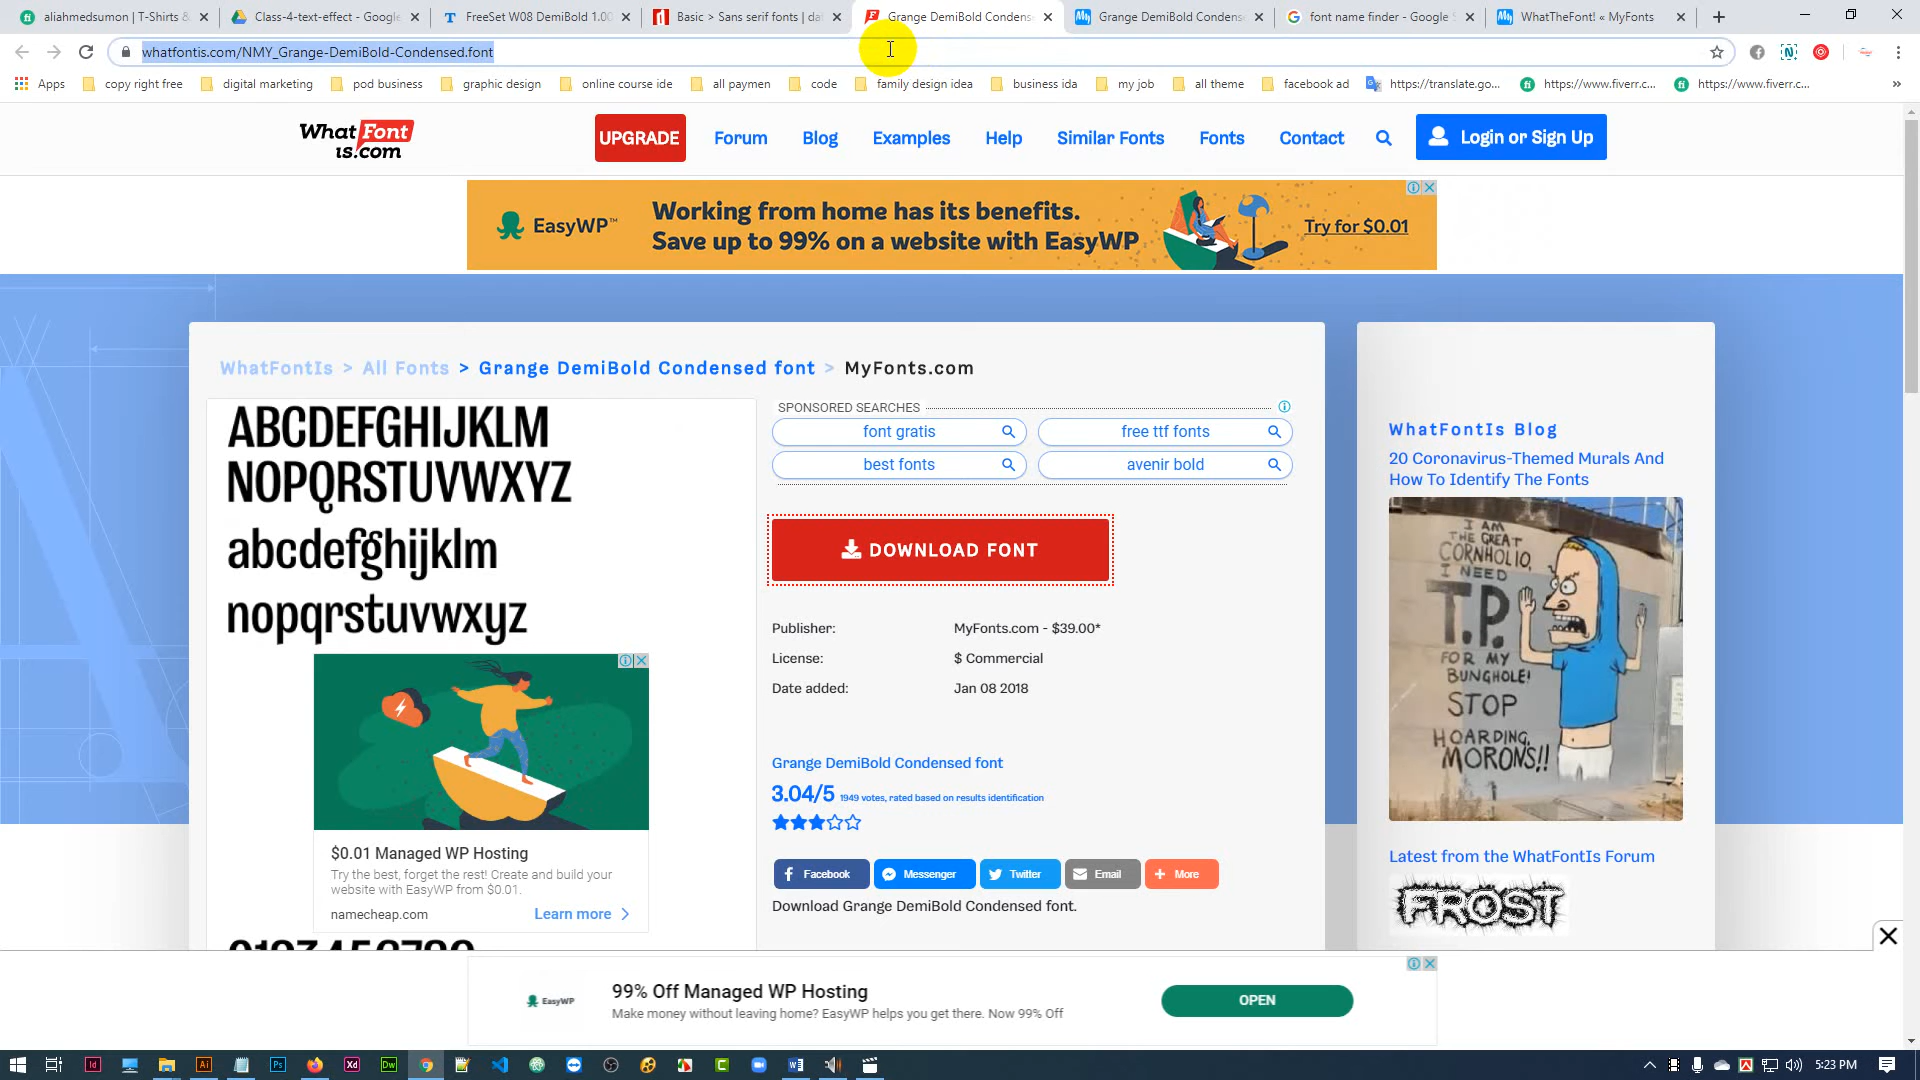 aliahmedsumon | T-Shirts &
Class-4-text-effect - Google
FreeSet W08 DemiBold 1.00
Basic > Sans serif fonts | da
Grange DemiBold Condens
Grange DemiBold Condens
font name finder - Google S
WhatTheFont! « MyFonts
whatfontis.com/NMY_Grange-DemiBold-Condensed.font
Apps
copy right free
digital marketing
pod business
graphic design
online course ide
all paymen
code
family design idea
business ida
my job
all theme
facebook ad
https://translate.go...
https://www.fiverr.c...
https://www.fiverr.c...
»
What Font is.com
UPGRADE
Forum
Blog
Examples
Help
Similar Fonts
Fonts
Contact
Login or Sign Up
EasyWP™
Working from home has its benefits.
Save up to 99% on a website with EasyWP
Try for $0.01
WhatFontIs > All Fonts > Grange DemiBold Condensed font > MyFonts.com
ABCDEFGHIJKLM
NOPQRSTUVWXYZ
abcdefghijklm
nopqrstuvwxyz
SPONSORED SEARCHES
font gratis
free ttf fonts
best fonts
avenir bold
DOWNLOAD FONT
Publisher: MyFonts.com - $39.00*
License: $ Commercial
Date added: Jan 08 2018
Grange DemiBold Condensed font
3.04/5 1949 votes, rated based on results identification
Facebook
Messenger
Twitter
Email
More
Download Grange DemiBold Condensed font.
$0.01 Managed WP Hosting
Try the best, forget the rest! Create and build your
website with EasyWP from $0.01.
namecheap.com
Learn more
0123456789
WhatFontIs Blog
20 Coronavirus-Themed Murals And
How To Identify The Fonts
I AM
THE GREAT
CORNHOLIO,
I NEED
T.P.
FOR MY
BUNGHOLE!
STOP
HOARDING,
MORONS!!
Latest from the WhatFontIs Forum
FROST
EasyWP
99% Off Managed WP Hosting
Make money without leaving home? EasyWP helps you get there. Now 99% Off
OPEN
5:23 PM